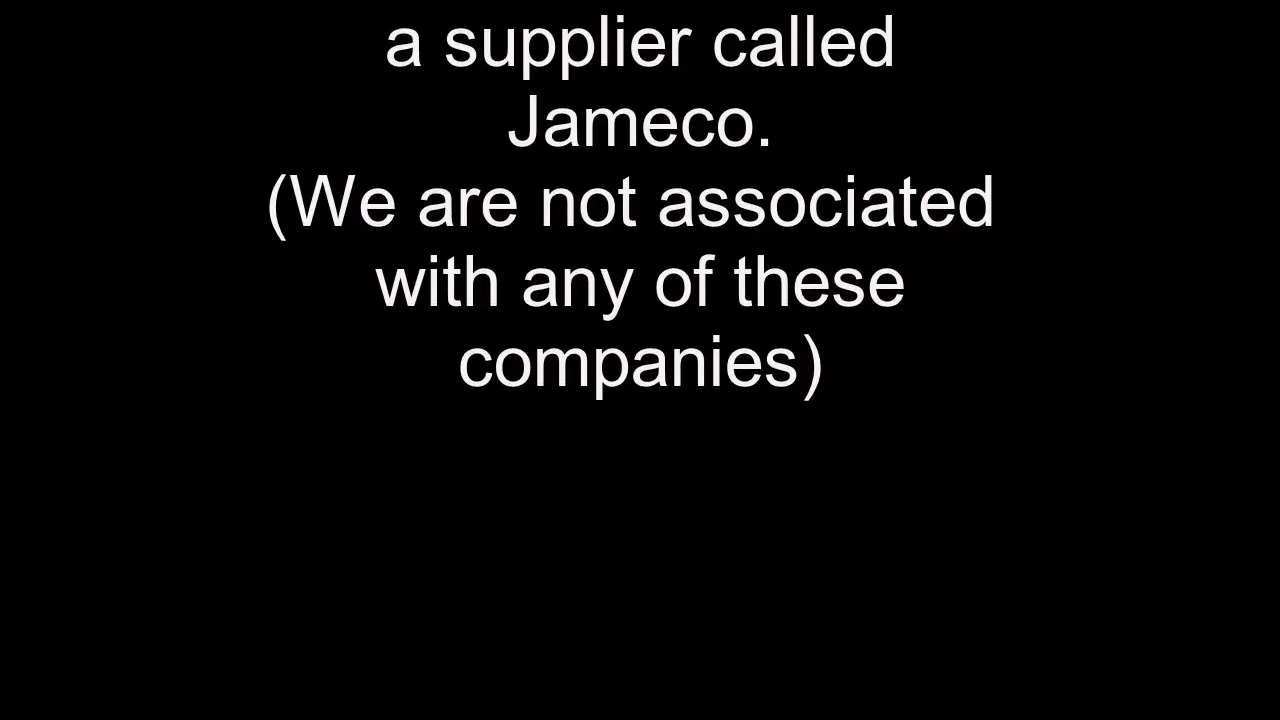 a supplier called
Jameco.
(We are not associated
with any of these
companies)